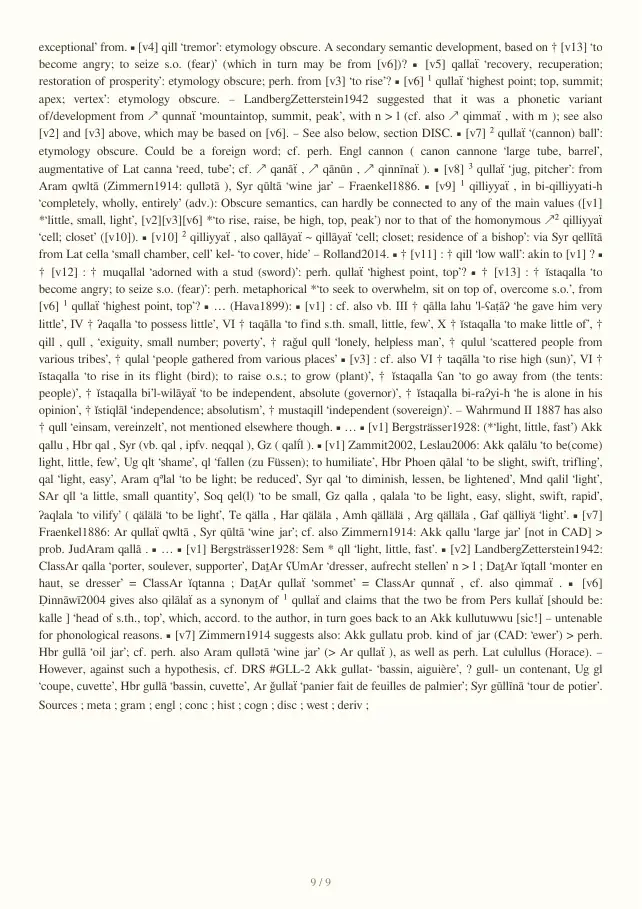 exceptional’ from. ▪ [v4] qill ‘tremor’: etymology obscure. A secondary semantic development, based on † [v13] ‘to
become angry; to seize s.o. (fear)’ (which in turn may be from [v6])? ▪ [v5] qallaẗ ‘recovery, recuperation;
restoration of prosperity’: etymology obscure; perh. from [v3] ‘to rise’? ▪ [v6] ¹ qullaẗ ‘highest point; top, summit;
apex; vertex’: etymology obscure. – LandbergZetterstein1942 suggested that it was a phonetic variant
of/development from ↗ qunnaẗ ‘mountaintop, summit, peak’, with n > l (cf. also ↗ qimmaẗ , with m ); see also
[v2] and [v3] above, which may be based on [v6]. – See also below, section DISC. ▪ [v7] ² qullaẗ ‘(cannon) ball’:
etymology obscure. Could be a foreign word; cf. perh. Engl cannon ( canon cannone ‘large tube, barrel’,
augmentative of Lat canna ‘reed, tube’; cf. ↗ qanāẗ , ↗ qānūn , ↗ qinnīnaẗ ). ▪ [v8] ³ qullaẗ ‘jug, pitcher’: from
Aram qwltā (Zimmern1914: qullətā ), Syr qūltā ‘wine jar’ – Fraenkel1886. ▪ [v9] ¹ qilliyyaẗ , in bi-qilliyyati-h
‘completely, wholly, entirely’ (adv.): Obscure semantics, can hardly be connected to any of the main values ([v1]
*‘little, small, light’, [v2][v3][v6] *‘to rise, raise, be high, top, peak’) nor to that of the homonymous ↗² qilliyyaẗ
‘cell; closet’ ([v10]). ▪ [v10] ² qilliyyaẗ , also qallāyaẗ ~ qillāyaẗ ‘cell; closet; residence of a bishop’: via Syr qellītā
from Lat cella ‘small chamber, cell’ kel- ‘to cover, hide’ – Rolland2014. ▪ † [v11] : † qill ‘low wall’: akin to [v1] ? ▪
† [v12] : † muqallal ‘adorned with a stud (sword)’: perh. qullaẗ ‘highest point, top’? ▪ † [v13] : † ĭstaqalla ‘to
become angry; to seize s.o. (fear)’: perh. metaphorical *‘to seek to overwhelm, sit on top of, overcome s.o.’, from
[v6] ¹ qullaẗ ‘highest point, top’? ▪ … (Hava1899): ▪ [v1] : cf. also vb. III † qālla lahu ’l-ʕaṭāʔ ‘he gave him very
little’, IV † ʔaqalla ‘to possess little’, VI † taqālla ‘to find s.th. small, little, few’, X † ĭstaqalla ‘to make little of’, †
qill , qull , ‘exiguity, small number; poverty’, † raǧul qull ‘lonely, helpless man’, † qulul ‘scattered people from
various tribes’, † qulal ‘people gathered from various places’ ▪ [v3] : cf. also VI † taqālla ‘to rise high (sun)’, VI †
ĭstaqalla ‘to rise in its flight (bird); to raise o.s.; to grow (plant)’, † ĭstaqalla ʕan ‘to go away from (the tents:
people)’, † ĭstaqalla bi’l-wilāyaẗ ‘to be independent, absolute (governor)’, † ĭstaqalla bi-raʔyi-h ‘he is alone in his
opinion’, † ĭstiqlāl ‘independence; absolutism’, † mustaqill ‘independent (sovereign)’. – Wahrmund II 1887 has also
† qull ‘einsam, vereinzelt’, not mentioned elsewhere though. ▪ … ▪ [v1] Bergsträsser1928: (*‘light, little, fast’) Akk
qallu , Hbr qal , Syr (vb. qal , ipfv. neqqal ), Gz ( qalīl ). ▪ [v1] Zammit2002, Leslau2006: Akk qalālu ‘to be(come)
light, little, few’, Ug qlt ‘shame’, ql ‘fallen (zu Füssen); to humiliate’, Hbr Phoen qālal ‘to be slight, swift, trifling’,
qal ‘light, easy’, Aram qᵊlal ‘to be light; be reduced’, Syr qal ‘to diminish, lessen, be lightened’, Mnd qalil ‘light’,
SAr qll ‘a little, small quantity’, Soq qel(l) ‘to be small, Gz qalla , qalala ‘to be light, easy, slight, swift, rapid’,
ʔaqlala ‘to vilify’ ( qälälä ‘to be light’, Te qälla , Har qäläla , Amh qällälä , Arg qälläla , Gaf qälliyä ‘light’. ▪ [v7]
Fraenkel1886: Ar qullaẗ qwltā , Syr qūltā ‘wine jar’; cf. also Zimmern1914: Akk qallu ‘large jar’ [not in CAD] >
prob. JudAram qallā . ▪ … ▪ [v1] Bergsträsser1928: Sem * qll ‘light, little, fast’. ▪ [v2] LandbergZetterstein1942:
ClassAr qalla ‘porter, soulever, supporter’, DaṯAr ʕUmAr ‘dresser, aufrecht stellen’ n > l ; DaṯAr ĭqtall ‘monter en
haut, se dresser’ = ClassAr ĭqtanna ; DaṯAr qullaẗ ‘sommet’ = ClassAr qunnaẗ , cf. also qimmaẗ . ▪ [v6]
Ḍinnāwī2004 gives also qilālaẗ as a synonym of ¹ qullaẗ and claims that the two be from Pers kullaẗ [should be:
kalle ] ‘head of s.th., top’, which, accord. to the author, in turn goes back to an Akk kullutuwwu [sic!] – untenable
for phonological reasons. ▪ [v7] Zimmern1914 suggests also: Akk gullatu prob. kind of jar (CAD: ‘ewer’) > perh.
Hbr gullā ‘oil jar’; cf. perh. also Aram qullətā ‘wine jar’ (> Ar qullaẗ ), as well as perh. Lat culullus (Horace). –
However, against such a hypothesis, cf. DRS #GLL-2 Akk gullat- ‘bassin, aiguière’, ? gull- un contenant, Ug gl
‘coupe, cuvette’, Hbr gullā ‘bassin, cuvette’, Ar ǧullaẗ ‘panier fait de feuilles de palmier’; Syr gūllīnā ‘tour de potier’.
Sources ; meta ; gram ; engl ; conc ; hist ; cogn ; disc ; west ; deriv ;
9 / 9